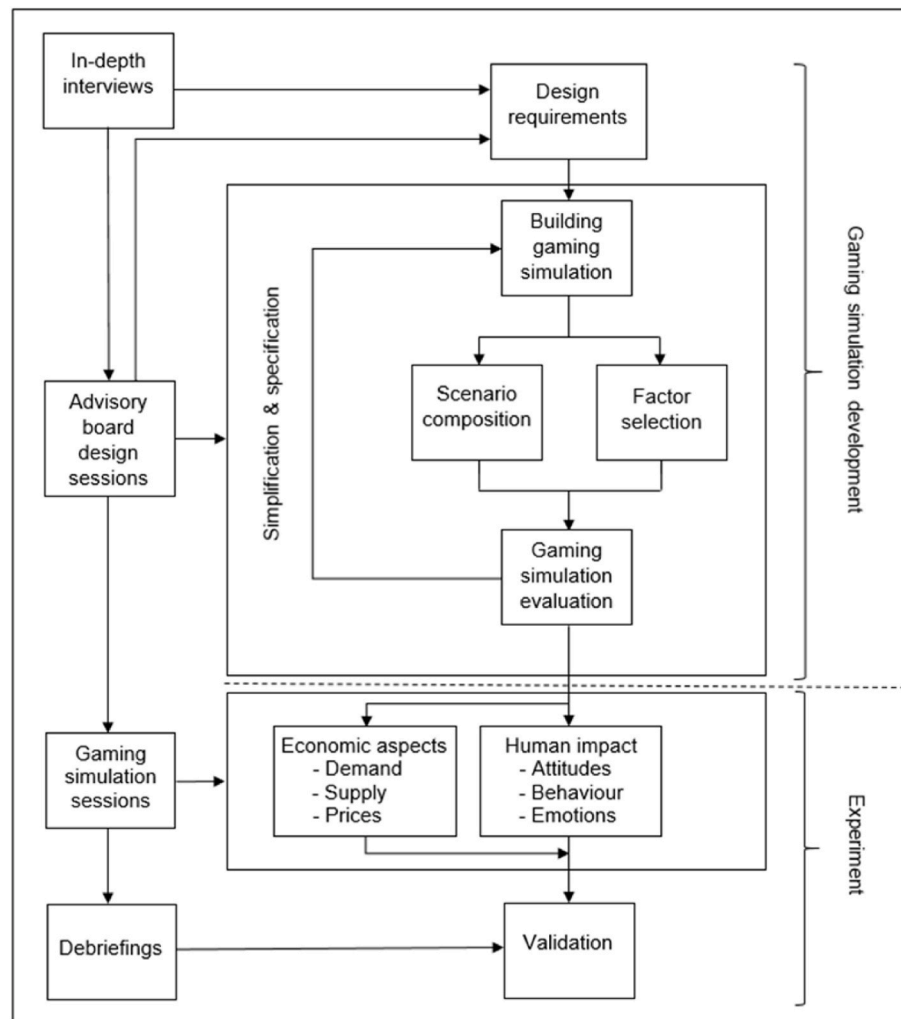 In-depth
interviews
Design
requirements
Building
gaming
simulation
Simplification & specification
Scenario
composition
Factor
selection
Advisory
board
design
sessions
Gaming
simulation
evaluation
Gaming simulation development
Gaming
simulation
sessions
Economic aspects
- Demand
- Supply
- Prices
Human impact
- Attitudes
- Behaviour
- Emotions
Experiment
Debriefings
Validation